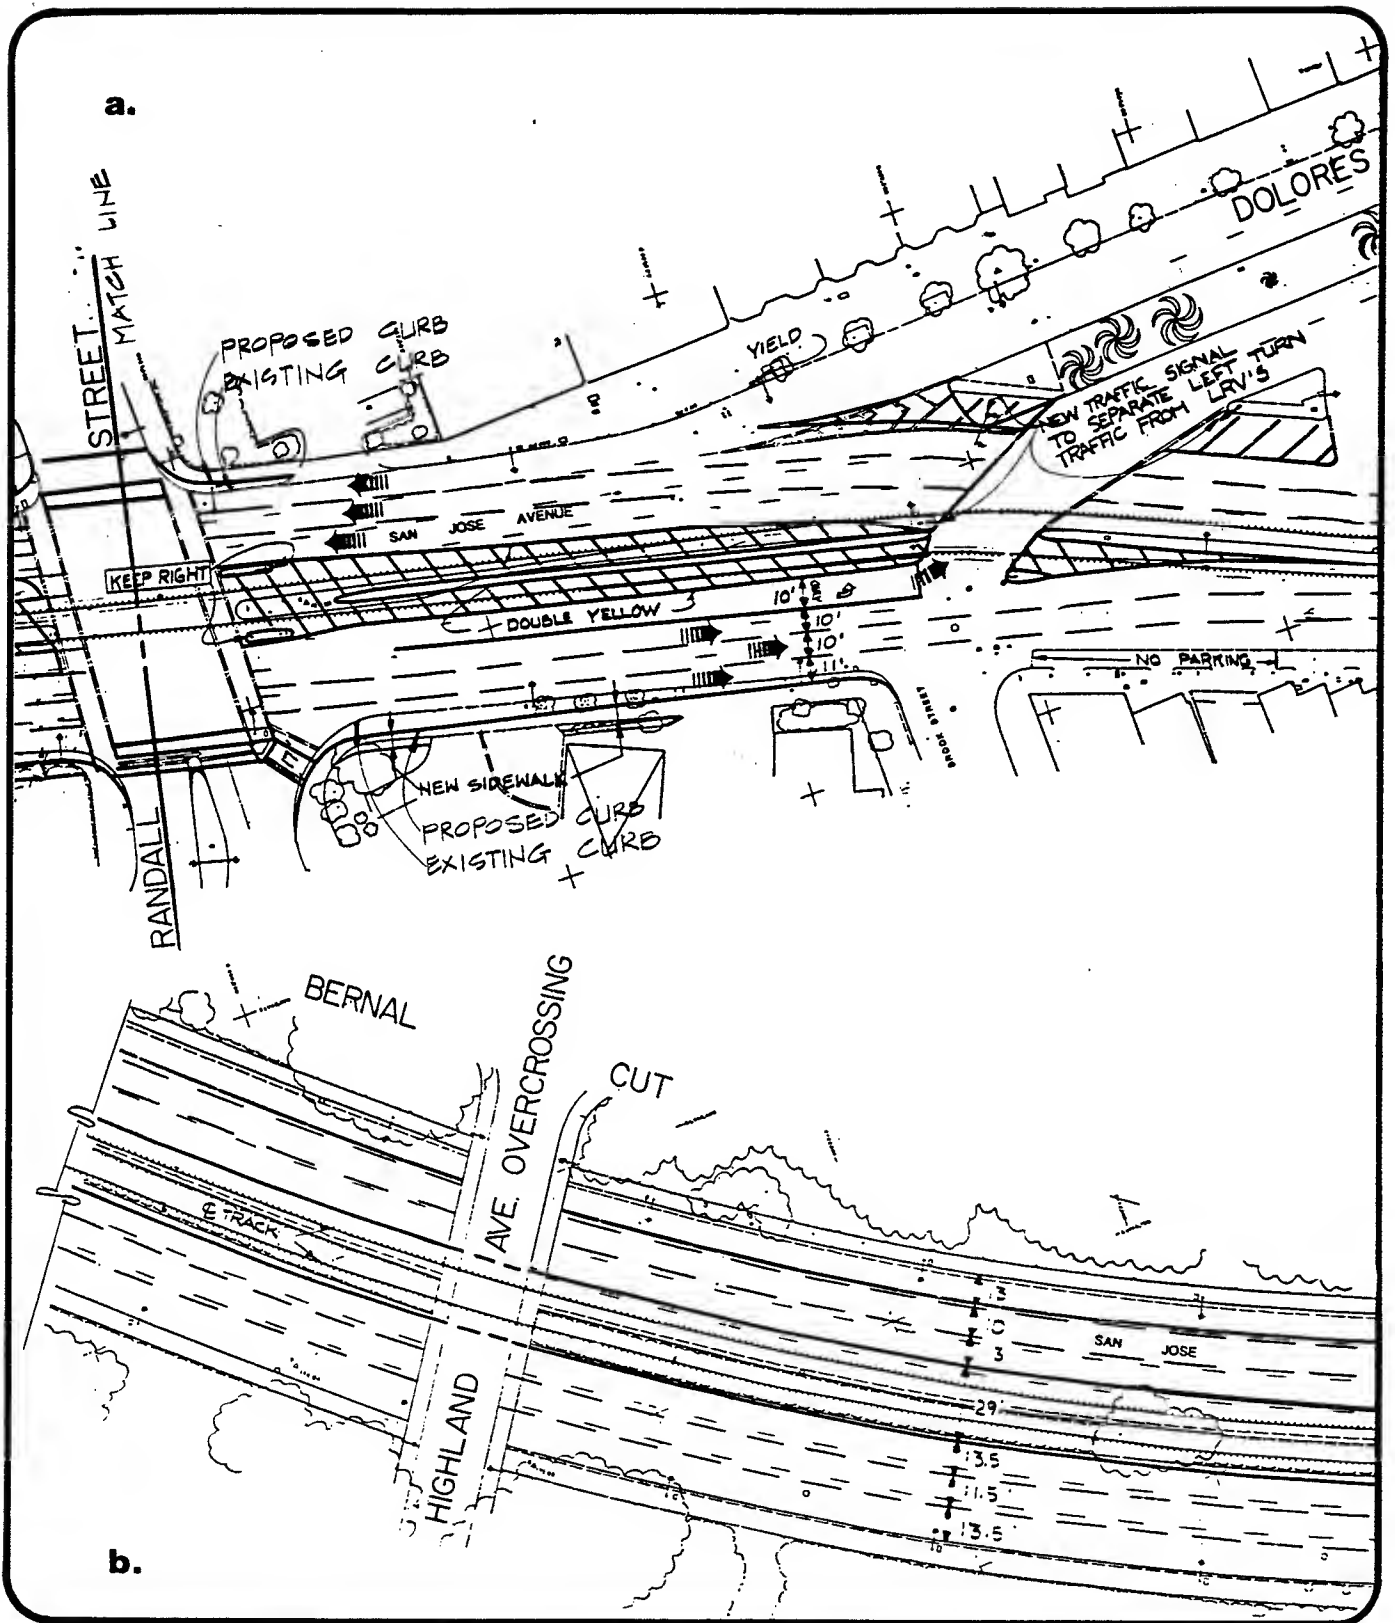 a.
STREET
MATCH LINE
PROPOSED CURB
EXISTING CURB
YIELD
DOLORES
NEW TRAFFIC SIGNAL
TO SEPARATE LEFT TURN
TRAFFIC FROM LRV'S
SAN JOSE AVENUE
KEEP RIGHT
DOUBLE YELLOW
10'
10'
10'
11'
NO PARKING
BROOK STREET
NEW SIDEWALK
PROPOSED CURB
EXISTING CURB
RANDALL
BERNAL
CUT
HIGHLAND AVE. OVERCROSSING
℄ TRACK
SAN JOSE
29'
13.5
11.5
13.5
b.